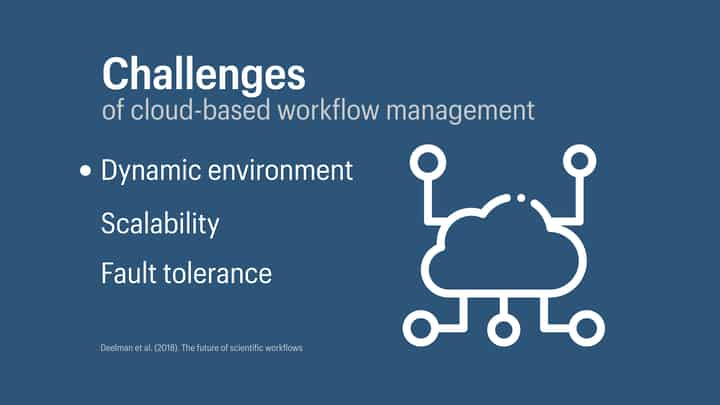 Challenges
of cloud-based workflow management
• Dynamic environment
Scalability
Fault tolerance
Deelman et al. (2018). The future of scientific workflows